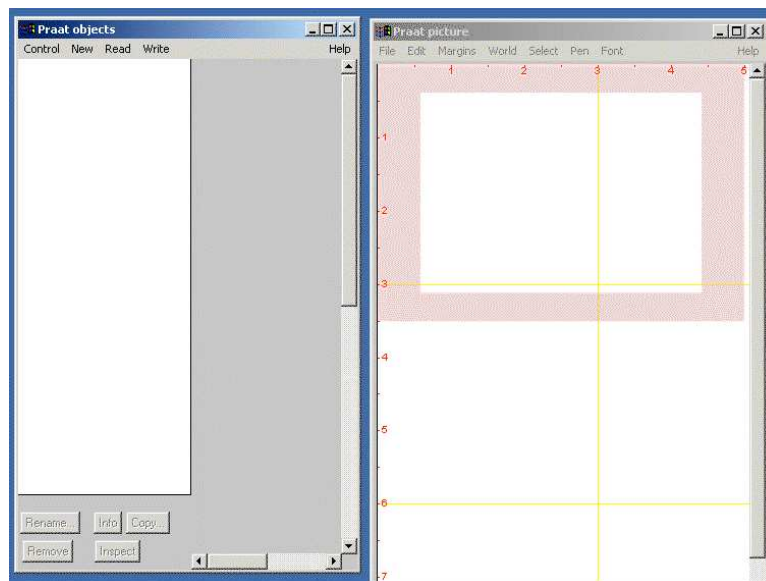 Praat objects
Control New Read Write Help
Rename... Info Copy...
Remove Inspect
Praat picture
File Edit Margins World Select Pen Font Help
1 2 3 4 5
1
2
3
4
5
6
7